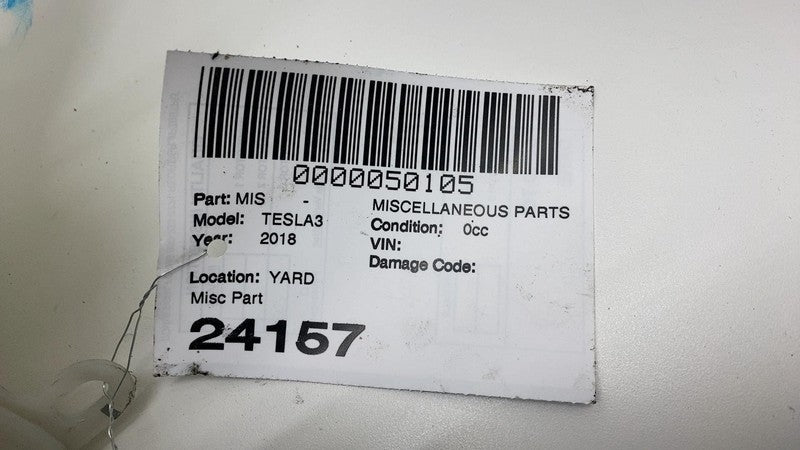 0000050105
Part: MIS - MISCELLANEOUS PARTS
Model: TESLA3 Condition: 0cc
Year: 2018 VIN:
Damage Code:
Location: YARD
Misc Part
24157